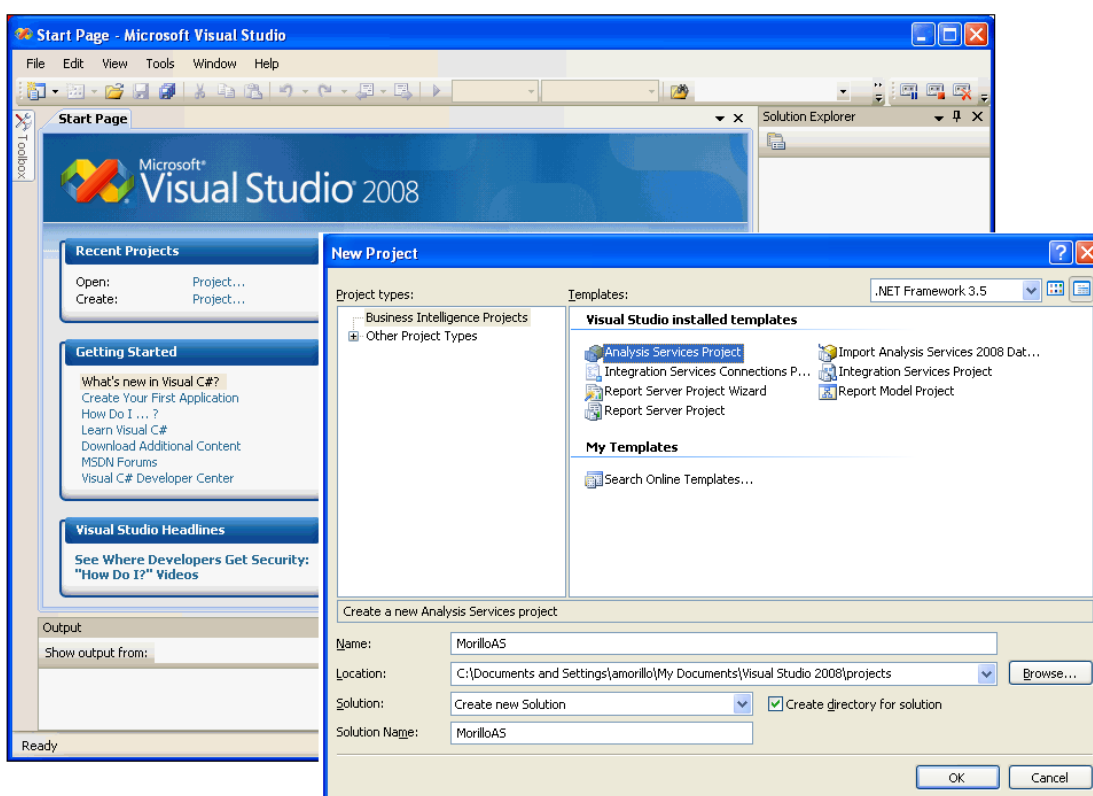 Start Page - Microsoft Visual Studio
File Edit View Tools Window Help
Toolbox
Start Page
Solution Explorer
Microsoft®
Visual Studio® 2008
Recent Projects
Open: Project...
Create: Project...
Getting Started
What's new in Visual C#?
Create Your First Application
How Do I ... ?
Learn Visual C#
Download Additional Content
MSDN Forums
Visual C# Developer Center
Visual Studio Headlines
See Where Developers Get Security:
"How Do I?" Videos
Output
Show output from:
Ready
New Project
Project types:
Templates:
.NET Framework 3.5
Business Intelligence Projects
Other Project Types
Visual Studio installed templates
Analysis Services Project
Import Analysis Services 2008 Dat...
Integration Services Connections P...
Integration Services Project
Report Server Project Wizard
Report Model Project
Report Server Project
My Templates
Search Online Templates...
Create a new Analysis Services project
Name: MorilloAS
Location: C:\Documents and Settings\amorillo\My Documents\Visual Studio 2008\projects
Browse...
Solution: Create new Solution
Create directory for solution
Solution Name: MorilloAS
OK Cancel